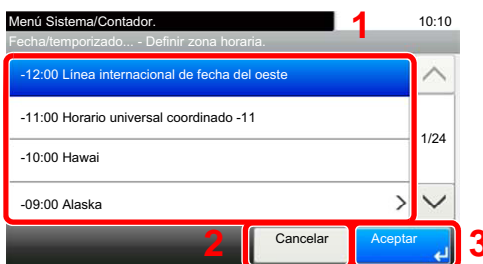 Menú Sistema/Contador.
1
10:10
Fecha/temporizado... - Definir zona horaria.
-12:00 Línea internacional de fecha del oeste
-11:00 Horario universal coordinado -11
1/24
-10:00 Hawai
-09:00 Alaska
2
Cancelar
Aceptar
3